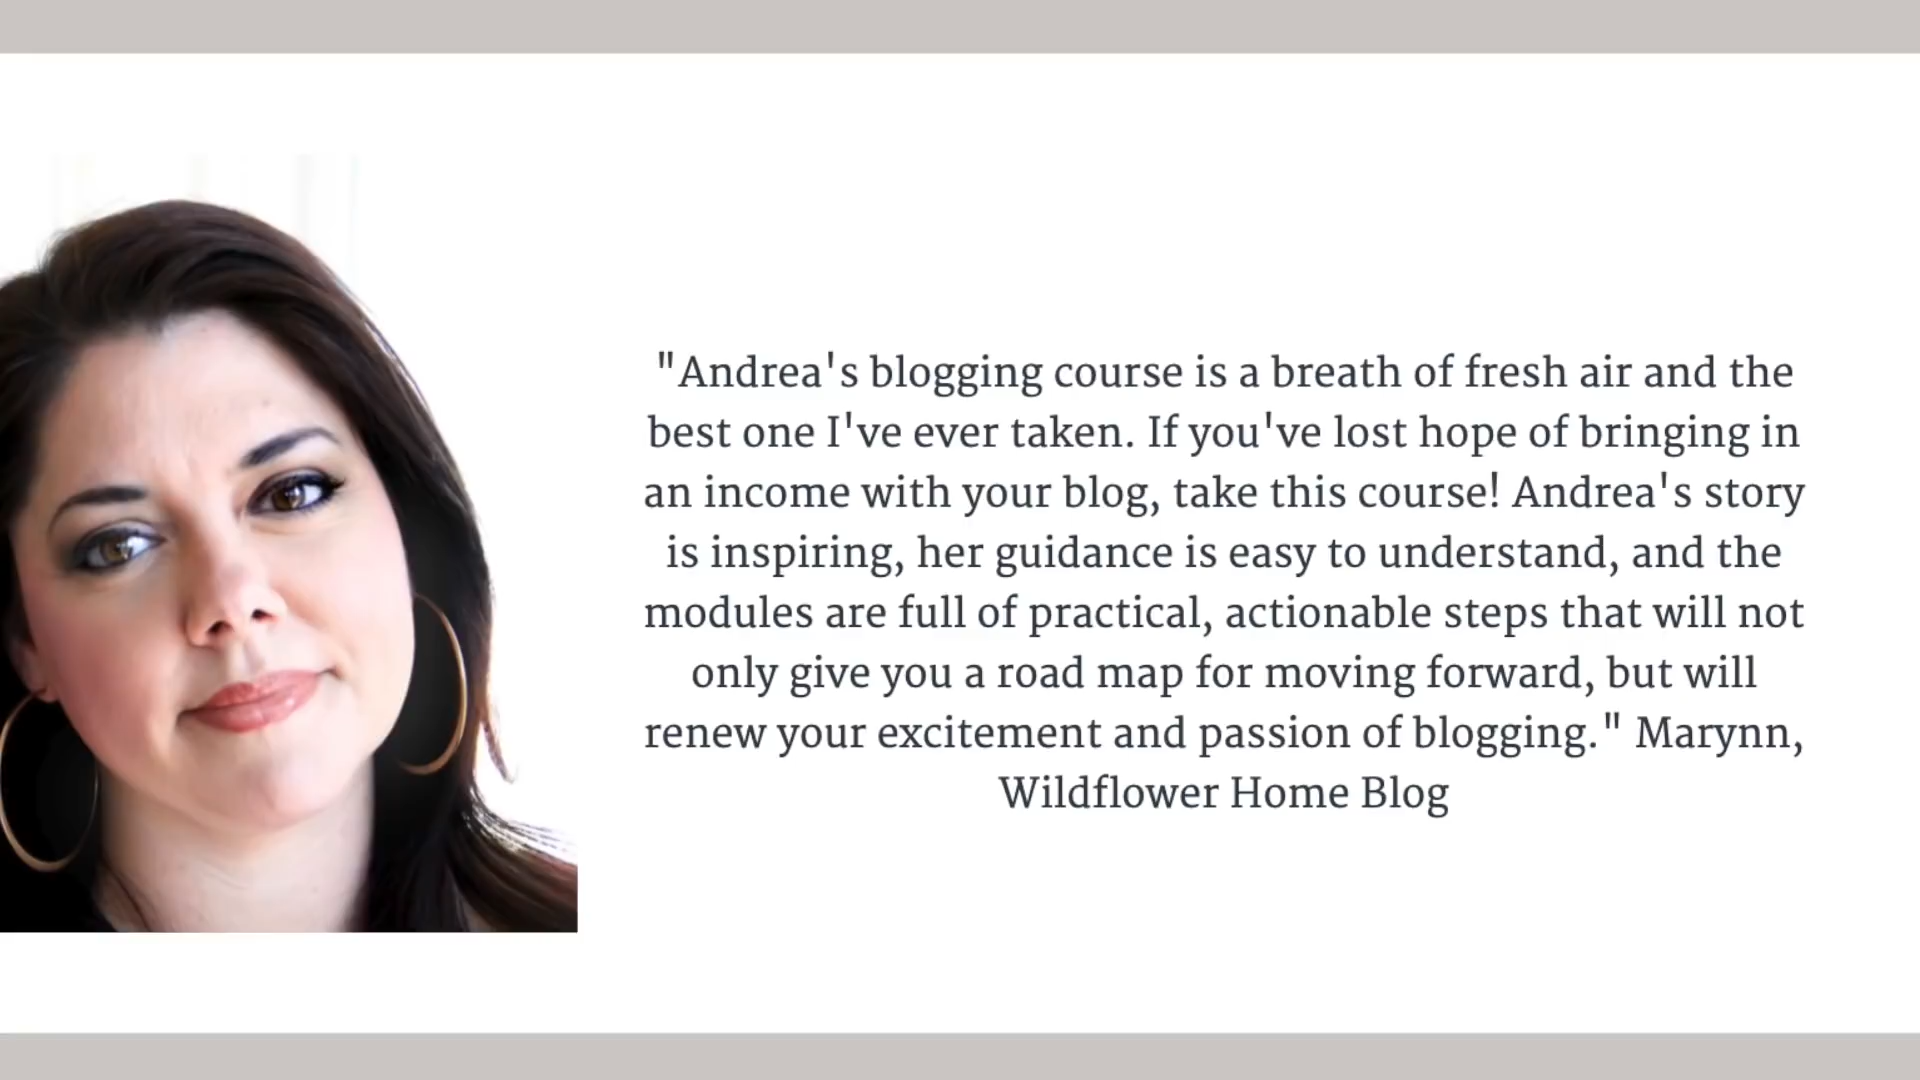 "Andrea's blogging course is a breath of fresh air and the
best one I've ever taken. If you've lost hope of bringing in
an income with your blog, take this course! Andrea's story
is inspiring, her guidance is easy to understand, and the
modules are full of practical, actionable steps that will not
only give you a road map for moving forward, but will
renew your excitement and passion of blogging." Marynn,
Wildflower Home Blog